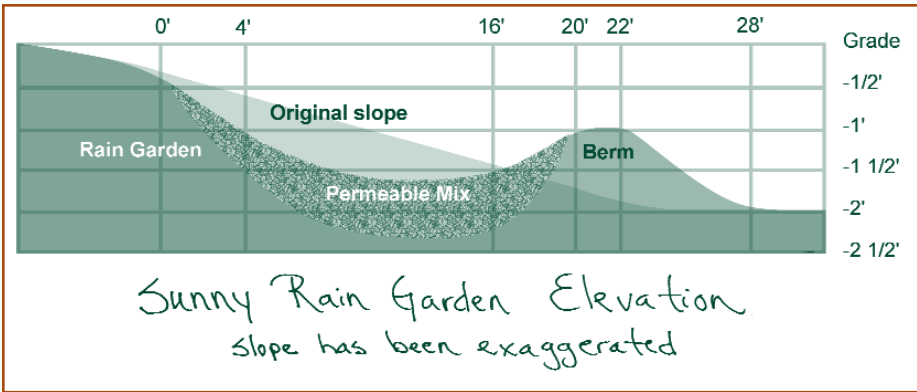 0' 4' 16' 20' 22' 28'
Grade
-1/2'
Original slope
-1'
Rain Garden
Berm
-1 1/2'
Permeable Mix
-2'
-2 1/2'
Sunny Rain Garden Elevation
slope has been exaggerated